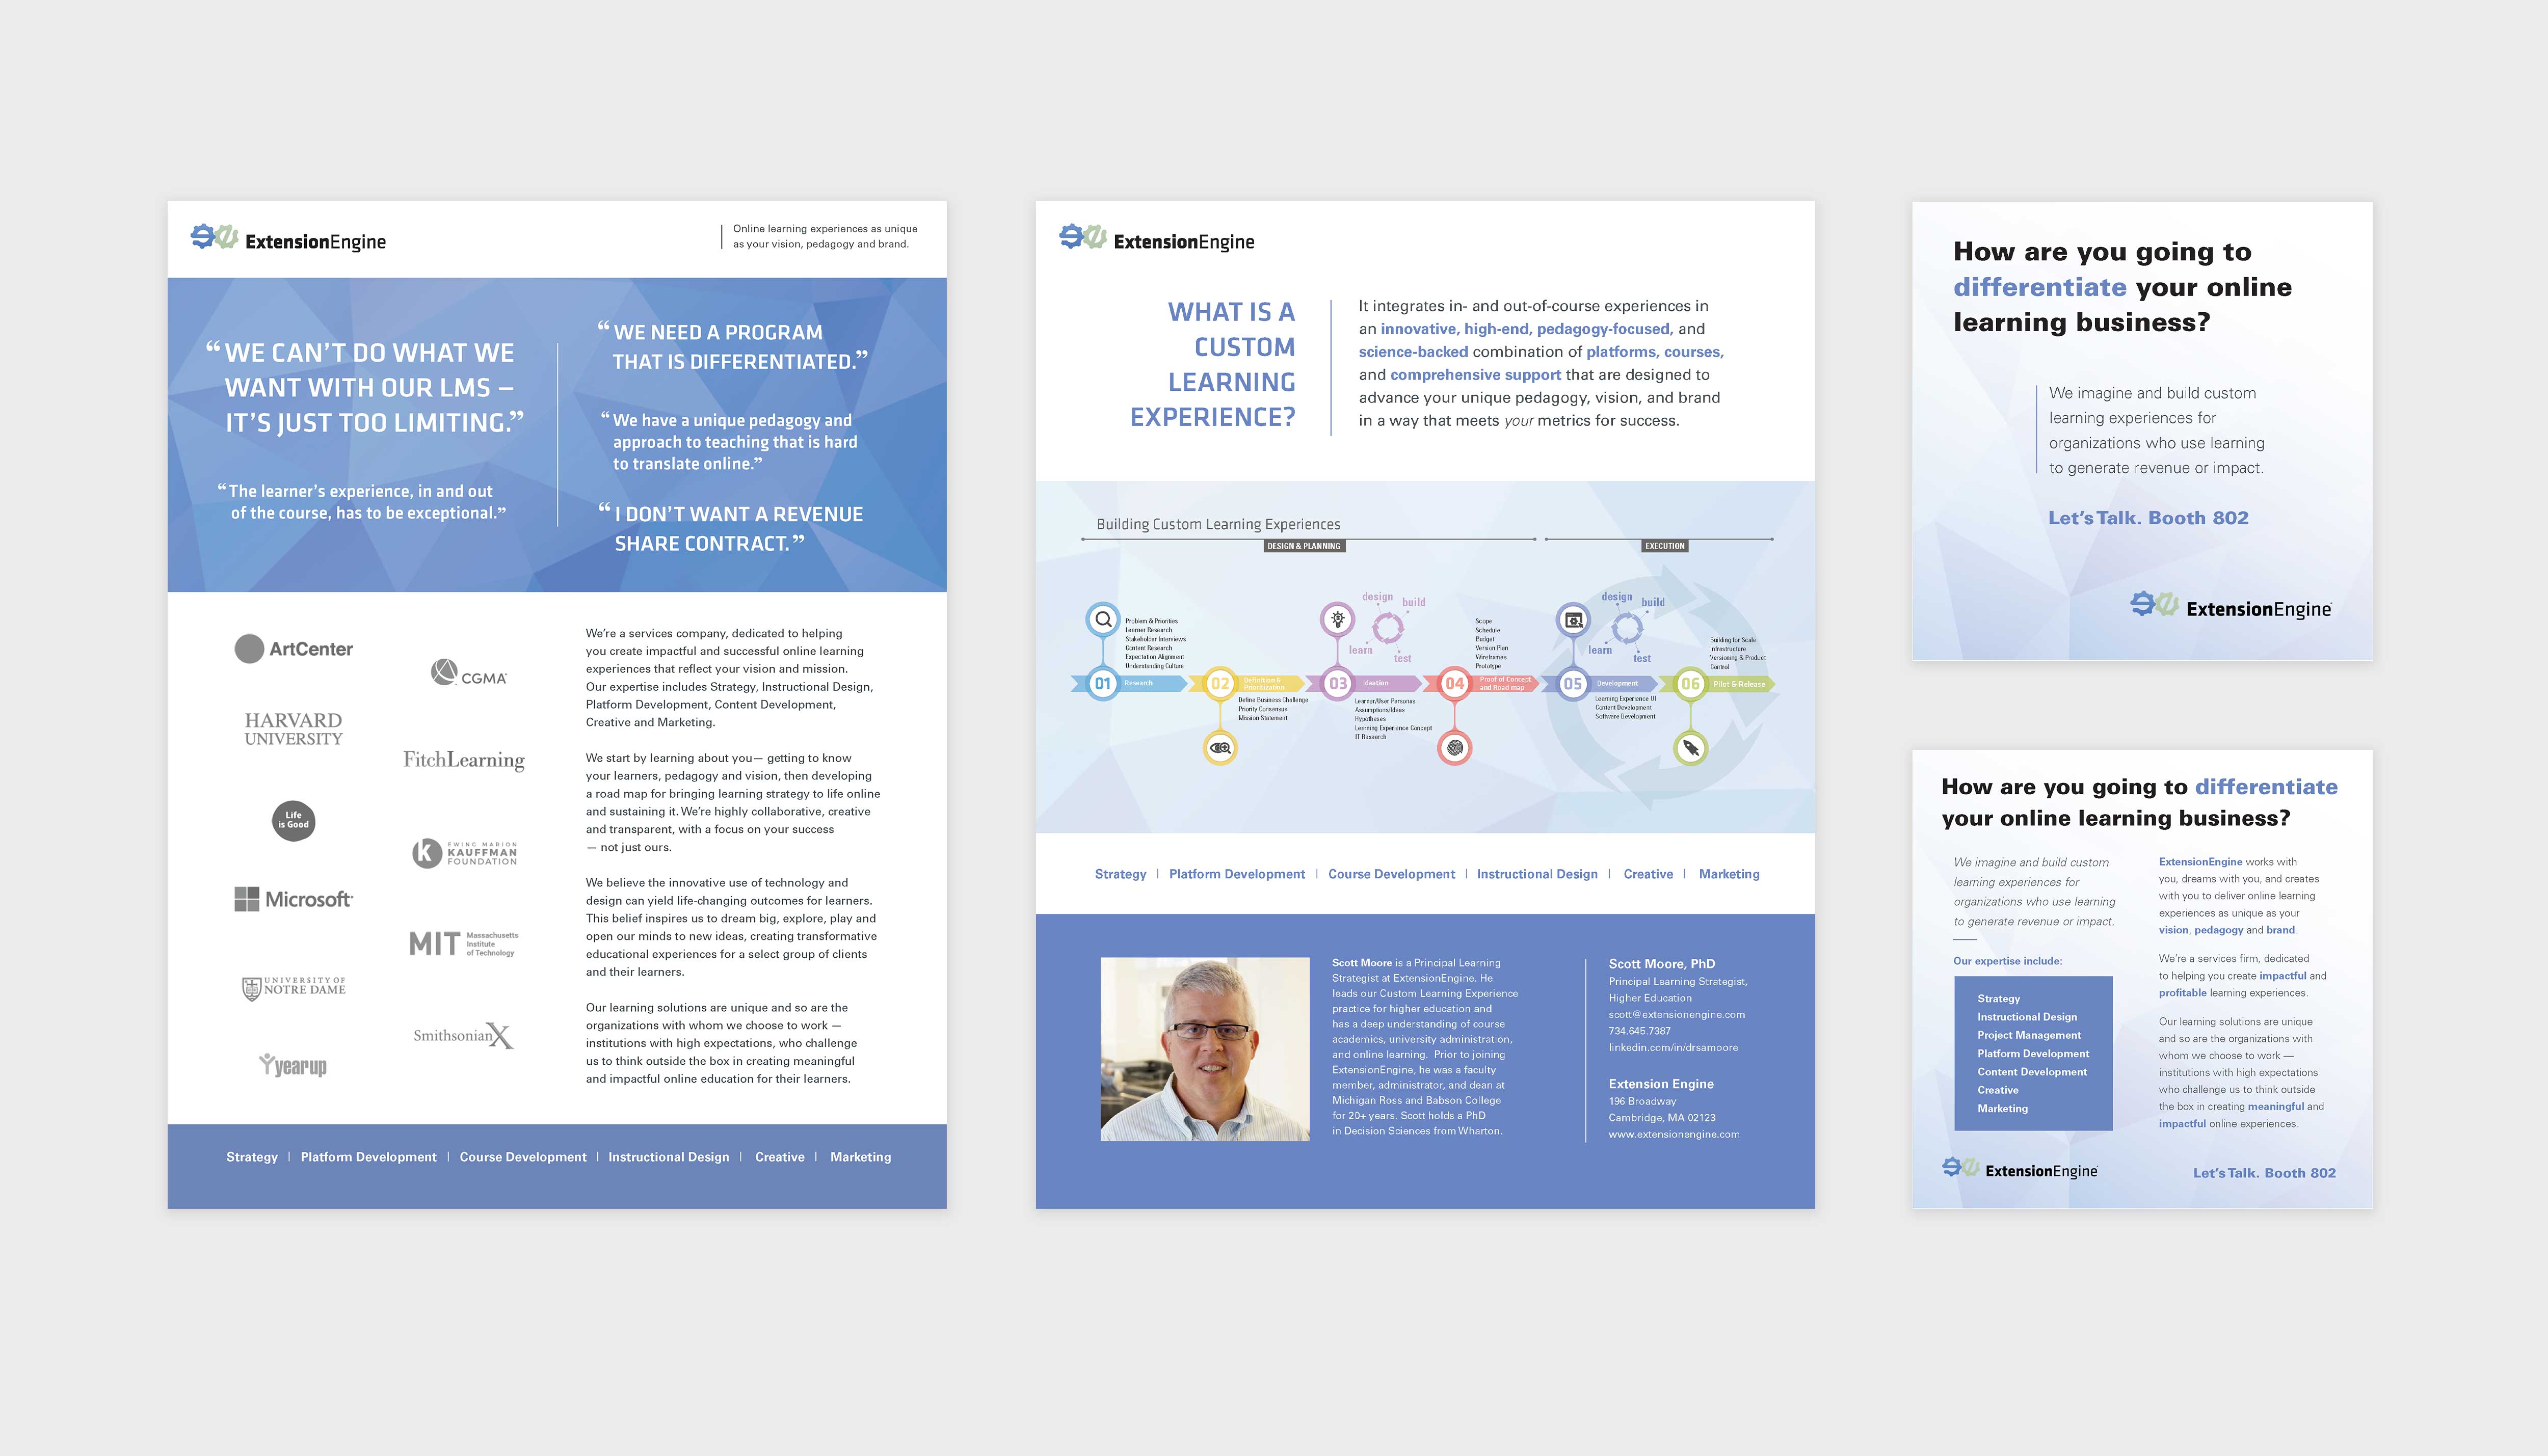 ExtensionEngine
Online learning experiences as unique
as your vision, pedagogy and brand.
“WE CAN’T DO WHAT WE
WANT WITH OUR LMS –
IT’S JUST TOO LIMITING.”
“The learner’s experience, in and out
of the course, has to be exceptional.”
“WE NEED A PROGRAM
THAT IS DIFFERENTIATED.”
“We have a unique pedagogy and
approach to teaching that is hard
to translate online.”
“I DON’T WANT A REVENUE
SHARE CONTRACT.”
ArtCenter
CGMA
HARVARD
UNIVERSITY
FitchLearning
Life
is Good
EWING MARION
KAUFFMAN
FOUNDATION
Microsoft
MIT Massachusetts
Institute
of Technology
UNIVERSITY OF
NOTRE DAME
SmithsonianX
year up
We’re a services company, dedicated to helping
you create impactful and successful online learning
experiences that reflect your vision and mission.
Our expertise includes Strategy, Instructional Design,
Platform Development, Content Development,
Creative and Marketing.
We start by learning about you— getting to know
your learners, pedagogy and vision, then developing
a road map for bringing learning strategy to life online
and sustaining it. We’re highly collaborative, creative
and transparent, with a focus on your success
— not just ours.
We believe the innovative use of technology and
design can yield life-changing outcomes for learners.
This belief inspires us to dream big, explore, play and
open our minds to new ideas, creating transformative
educational experiences for a select group of clients
and their learners.
Our learning solutions are unique and so are the
organizations with whom we choose to work —
institutions with high expectations, who challenge
us to think outside the box in creating meaningful
and impactful online education for their learners.
Strategy | Platform Development | Course Development | Instructional Design | Creative | Marketing
ExtensionEngine
WHAT IS A
CUSTOM
LEARNING
EXPERIENCE?
It integrates in- and out-of-course experiences in
an innovative, high-end, pedagogy-focused, and
science-backed combination of platforms, courses,
and comprehensive support that are designed to
advance your unique pedagogy, vision, and brand
in a way that meets your metrics for success.
Building Custom Learning Experiences
DESIGN & PLANNING
EXECUTION
01 Research
Problem & Priorities
Learner Research
Stakeholder Interviews
Content Research
Expectation Alignment
Understanding Culture
02 Definition &
Prioritization
Define Business Challenge
Priority Consensus
Mission Statement
03 Ideation
design
build
learn
test
Learner/User Personas
Assumptions/Ideas
Hypotheses
Learning Experience Concept
IT Research
04 Proof of Concept
and Road map
Scope
Schedule
Budget
Version Plan
Wireframes
Prototype
05 Development
design
build
learn
test
Learning Experience UI
Content Development
Software Development
06 Pilot & Release
Building for Scale
Infrastructure
Versioning & Product
Control
Strategy | Platform Development | Course Development | Instructional Design | Creative | Marketing
Scott Moore is a Principal Learning
Strategist at ExtensionEngine. He
leads our Custom Learning Experience
practice for higher education and
has a deep understanding of course
academics, university administration,
and online learning. Prior to joining
ExtensionEngine, he was a faculty
member, administrator, and dean at
Michigan Ross and Babson College
for 20+ years. Scott holds a PhD
in Decision Sciences from Wharton.
Scott Moore, PhD
Principal Learning Strategist,
Higher Education
scott@extensionengine.com
734.645.7387
linkedin.com/in/drsamoore
Extension Engine
196 Broadway
Cambridge, MA 02123
www.extensionengine.com
How are you going to
differentiate your online
learning business?
We imagine and build custom
learning experiences for
organizations who use learning
to generate revenue or impact.
Let’s Talk. Booth 802
ExtensionEngine
How are you going to differentiate
your online learning business?
We imagine and build custom
learning experiences for
organizations who use learning
to generate revenue or impact.
Our expertise include:
Strategy
Instructional Design
Project Management
Platform Development
Content Development
Creative
Marketing
ExtensionEngine works with
you, dreams with you, and creates
with you to deliver online learning
experiences as unique as your
vision, pedagogy and brand.
We’re a services firm, dedicated
to helping you create impactful and
profitable learning experiences.
Our learning solutions are unique
and so are the organizations with
whom we choose to work —
institutions with high expectations
who challenge us to think outside
the box in creating meaningful and
impactful online experiences.
ExtensionEngine
Let’s Talk. Booth 802